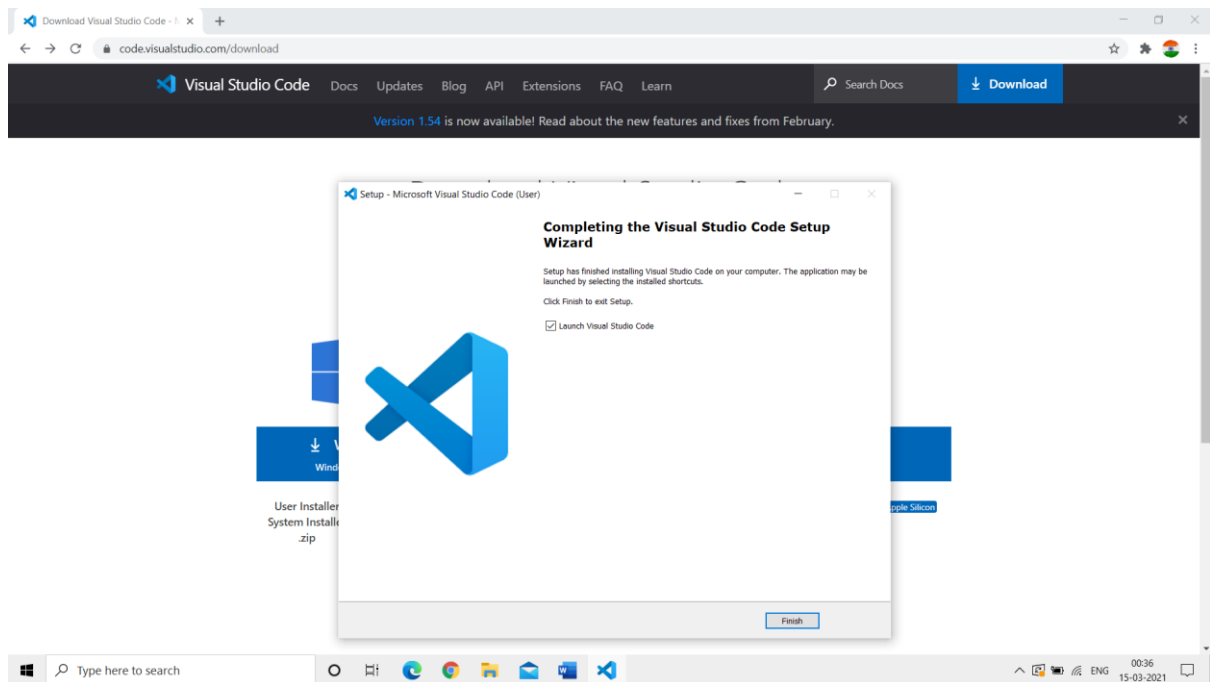 Download Visual Studio Code -
code.visualstudio.com/download
Visual Studio Code Docs Updates Blog API Extensions FAQ Learn Search Docs Download
Version 1.54 is now available! Read about the new features and fixes from February.
Setup - Microsoft Visual Studio Code (User)
Completing the Visual Studio Code Setup
Wizard
Setup has finished installing Visual Studio Code on your computer. The application may be
launched by selecting the installed shortcuts.
Click Finish to exit Setup.
Launch Visual Studio Code
User Installer
System Installe
.zip
pple Silicon
Finish
Type here to search
ENG
00:36
15-03-2021